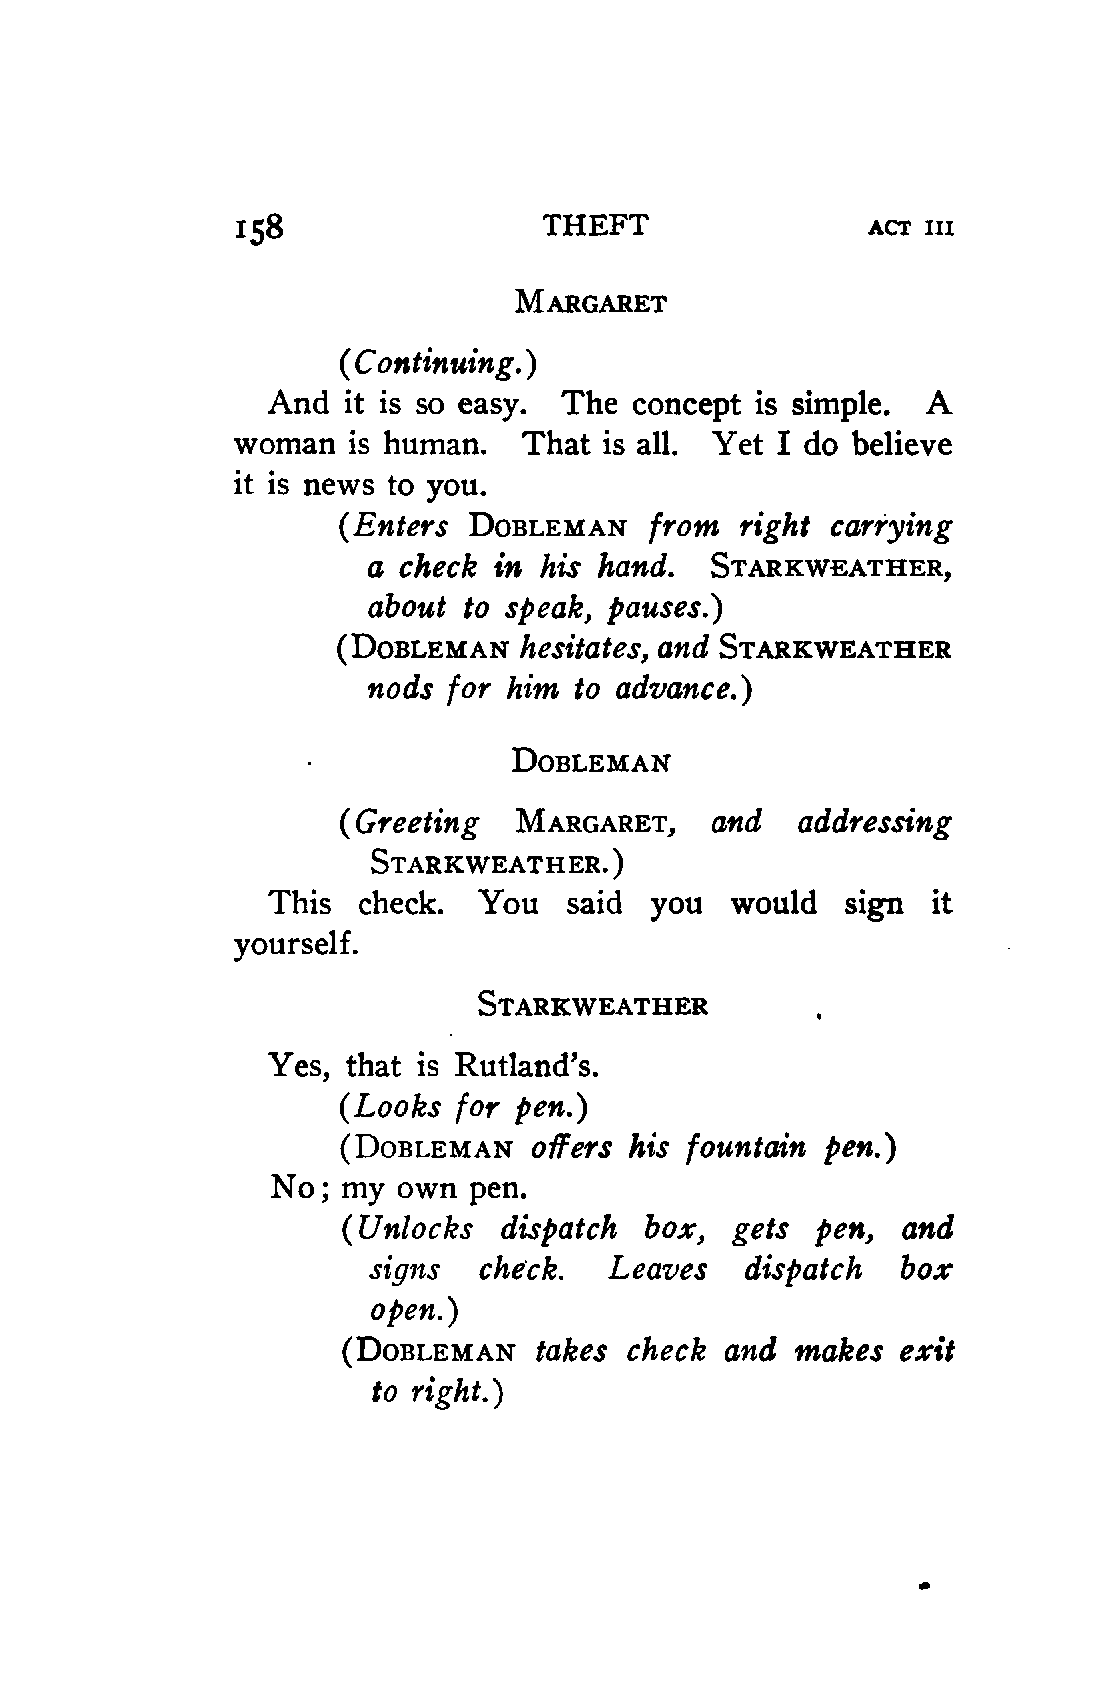 158 THEFT ACT III
MARGARET
(Continuing.)
And it is so easy. The concept is simple. A
woman is human. That is all. Yet I do believe
it is news to you.
(Enters DOBLEMAN from right carrying
a check in his hand. STARKWEATHER,
about to speak, pauses.)
(DOBLEMAN hesitates, and STARKWEATHER
nods for him to advance.)
DOBLEMAN
(Greeting MARGARET, and addressing
STARKWEATHER.)
This check. You said you would sign it
yourself.
STARKWEATHER
Yes, that is Rutland's.
(Looks for pen.)
(DOBLEMAN offers his fountain pen.)
No; my own pen.
(Unlocks dispatch box, gets pen, and
signs check. Leaves dispatch box
open.)
(DOBLEMAN takes check and makes exit
to right.)